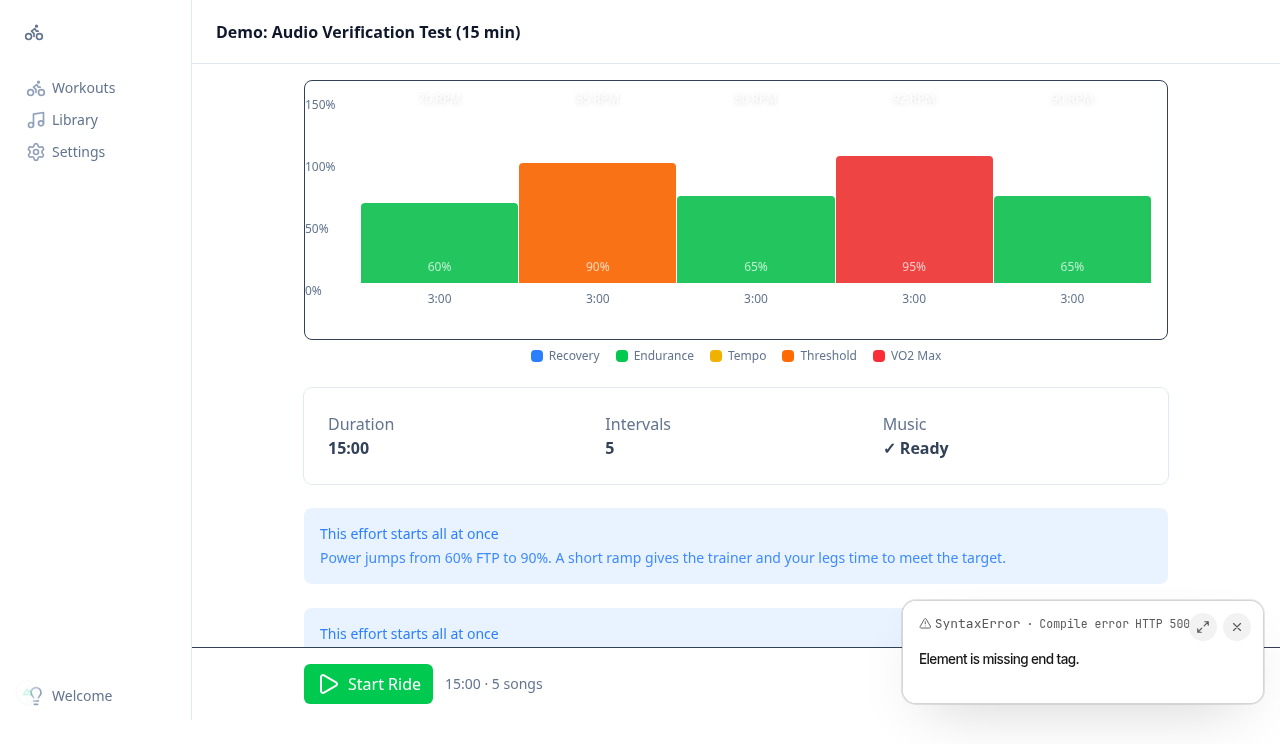 Demo: Audio Verification Test (15 min)
Workouts
Library
Settings
Welcome
150%
100%
50%
0%
60%
90%
65%
95%
65%
3:00
3:00
3:00
3:00
3:00
Recovery
Endurance
Tempo
Threshold
VO2 Max
Duration
15:00
Intervals
5
Music
✓ Ready
This effort starts all at once
Power jumps from 60% FTP to 90%. A short ramp gives the trainer and your legs time to meet the target.
This effort starts all at once
Start Ride
15:00 · 5 songs
SyntaxError · Compile error HTTP 500
Element is missing end tag.